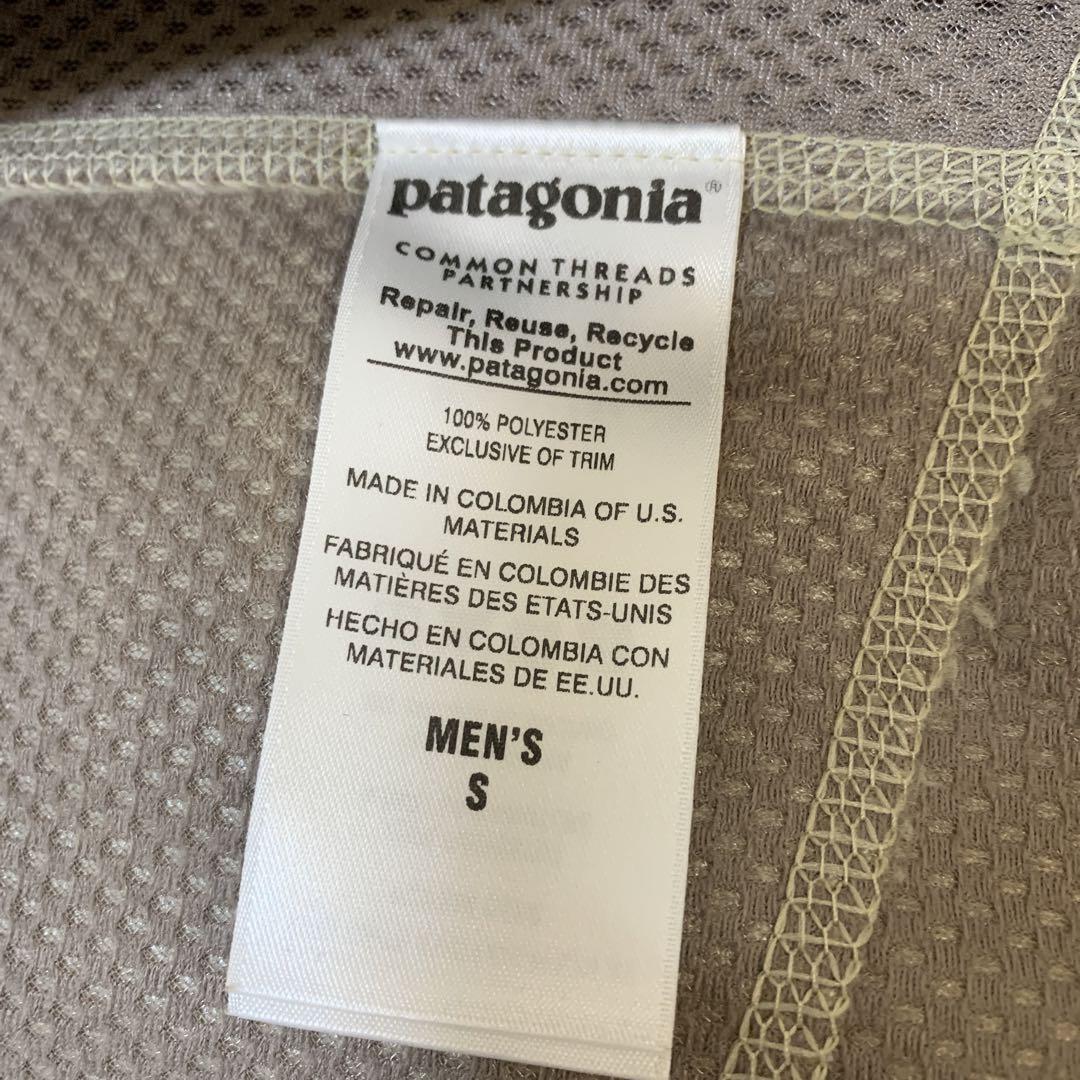 patagonia®
COMMON THREADS
PARTNERSHIP
Repair, Reuse, Recycle
This Product
www.patagonia.com
100% POLYESTER
EXCLUSIVE OF TRIM
MADE IN COLOMBIA OF U.S.
MATERIALS
FABRIQUÉ EN COLOMBIE DES
MATIÈRES DES ETATS-UNIS
HECHO EN COLOMBIA CON
MATERIALES DE EE.UU.
MEN'S
S